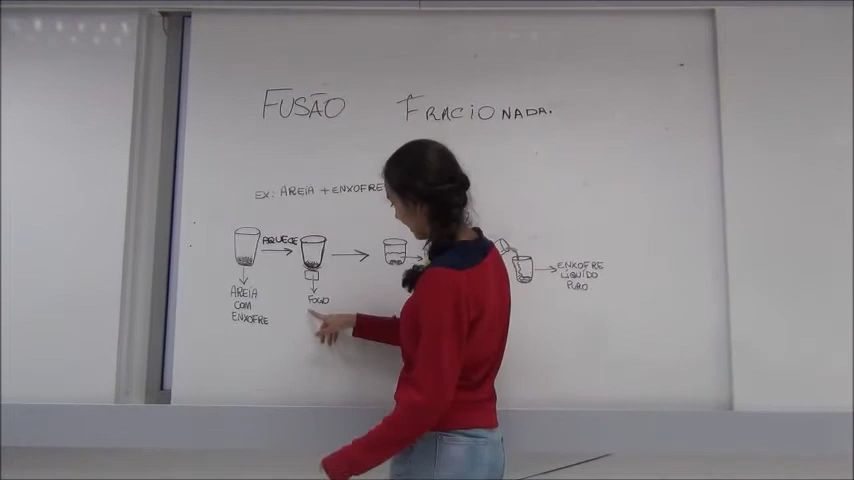 FUSÃO FRACIONADA.
EX: AREIA + ENXOFRE
AQUECE
AREIA
COM
ENXOFRE
FOGO
ENXOFRE
LÍQUIDO
PURO